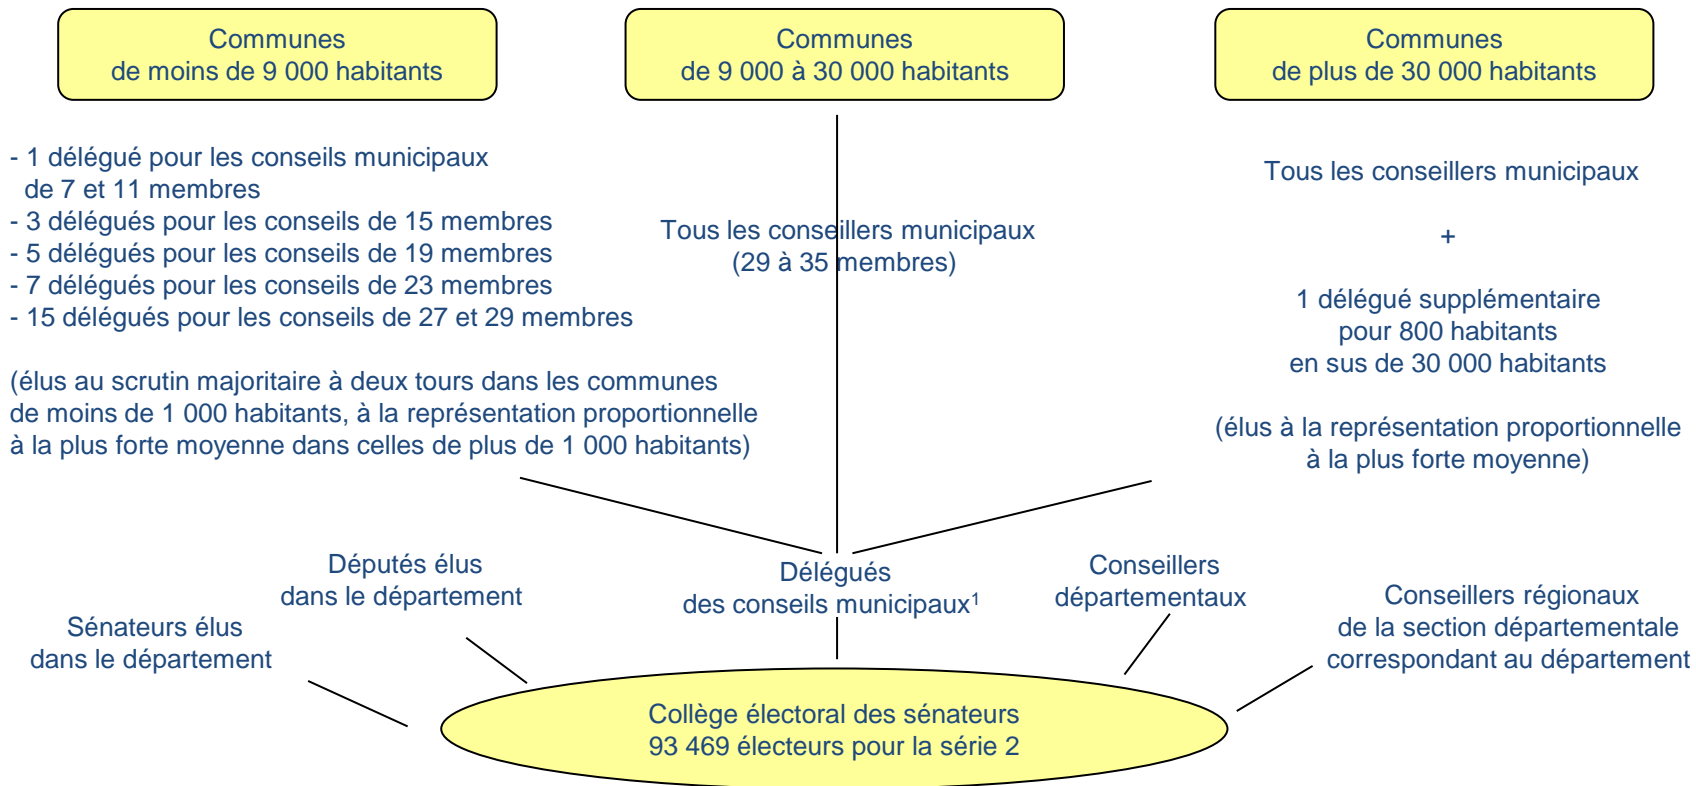 Communes
de moins de 9 000 habitants
Communes
de 9 000 à 30 000 habitants
Communes
de plus de 30 000 habitants
- 1 délégué pour les conseils municipaux
de 7 et 11 membres
- 3 délégués pour les conseils de 15 membres
- 5 délégués pour les conseils de 19 membres
- 7 délégués pour les conseils de 23 membres
- 15 délégués pour les conseils de 27 et 29 membres
(élus au scrutin majoritaire à deux tours dans les communes
de moins de 1 000 habitants, à la représentation proportionnelle
à la plus forte moyenne dans celles de plus de 1 000 habitants)
Tous les conseillers municipaux
(29 à 35 membres)
Tous les conseillers municipaux
+
1 délégué supplémentaire
pour 800 habitants
en sus de 30 000 habitants
(élus à la représentation proportionnelle
à la plus forte moyenne)
Sénateurs élus
dans le département
Députés élus
dans le département
Délégués
des conseils municipaux¹
Conseillers
départementaux
Conseillers régionaux
de la section départementale
correspondant au département
Collège électoral des sénateurs
93 469 électeurs pour la série 2